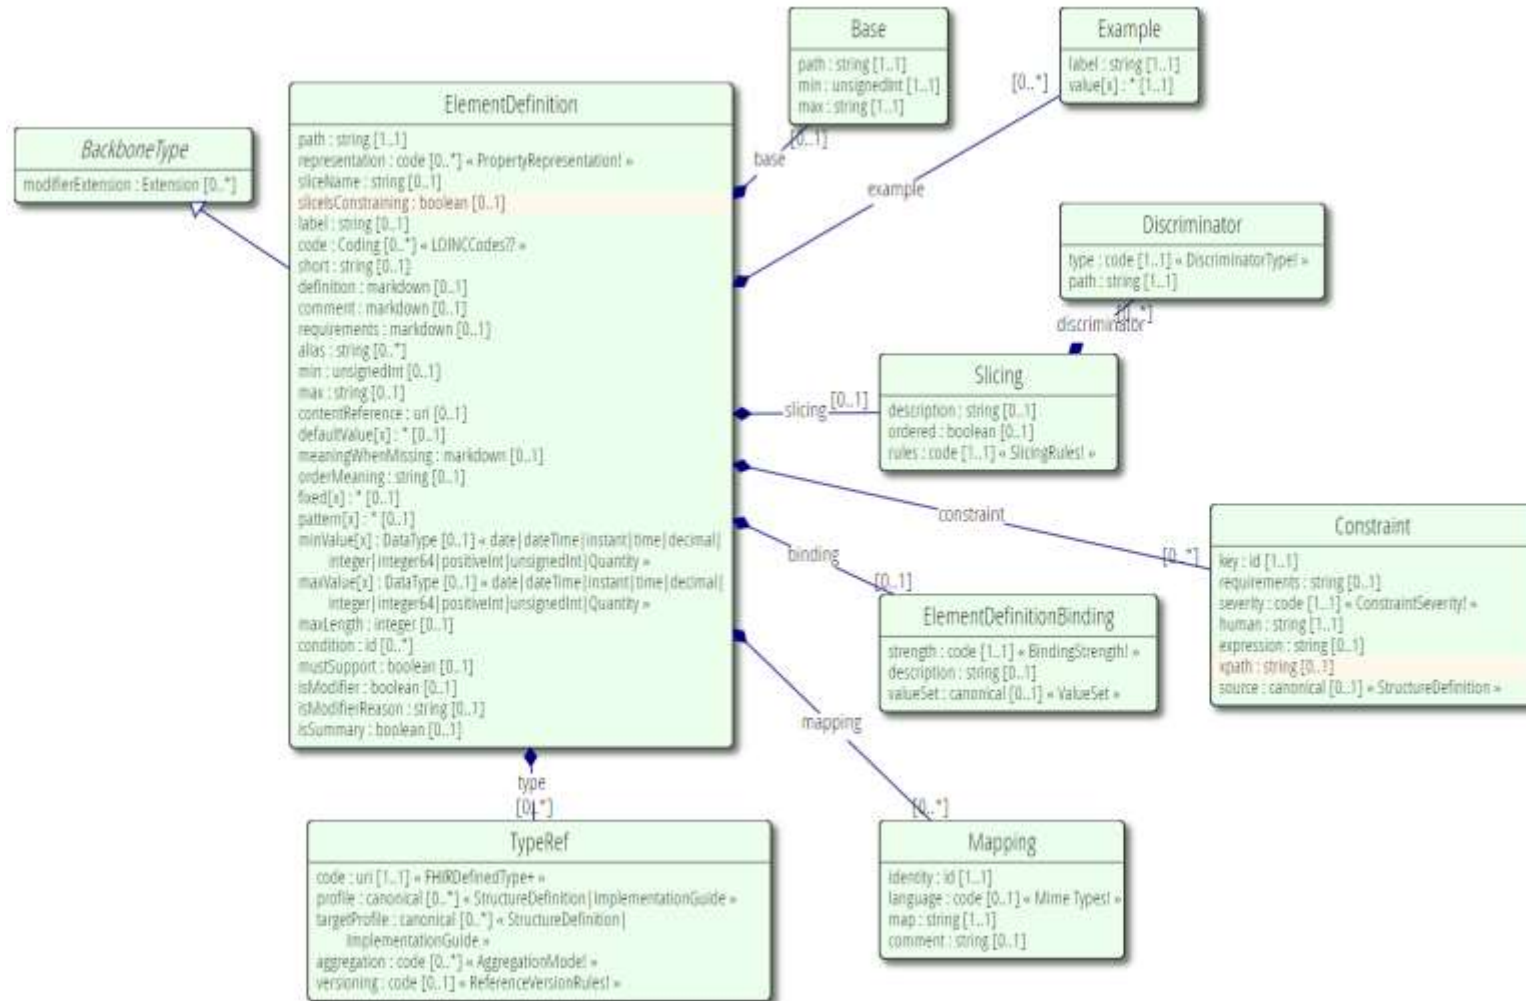 BackboneType
modifierExtension : Extension [0..*]
ElementDefinition
path : string [1..1]
representation : code [0..*] « PropertyRepresentation! »
sliceName : string [0..1]
sliceIsConstraining : boolean [0..1]
label : string [0..1]
code : Coding [0..*] « LOINCCodes?? »
short : string [0..1]
definition : markdown [0..1]
comment : markdown [0..1]
requirements : markdown [0..1]
alias : string [0..*]
min : unsignedInt [0..1]
max : string [0..1]
contentReference : uri [0..1]
defaultValue[x] : * [0..1]
meaningWhenMissing : markdown [0..1]
orderMeaning : string [0..1]
fixed[x] : * [0..1]
pattern[x] : * [0..1]
minValue[x] : DataType [0..1] « date|dateTime|instant|time|decimal|
integer|integer64|positiveInt|unsignedInt|Quantity »
maxValue[x] : DataType [0..1] « date|dateTime|instant|time|decimal|
integer|integer64|positiveInt|unsignedInt|Quantity »
maxLength : integer [0..1]
condition : id [0..*]
mustSupport : boolean [0..1]
isModifier : boolean [0..1]
isModifierReason : string [0..1]
isSummary : boolean [0..1]
Base
path : string [1..1]
min : unsignedInt [1..1]
max : string [1..1]
[0..1]
base
Example
label : string [1..1]
value[x] : * [1..1]
[0..*]
example
Discriminator
type : code [1..1] « DiscriminatorType! »
path : string [1..1]
[0..*]
discriminator
Slicing
description : string [0..1]
ordered : boolean [0..1]
rules : code [1..1] « SlicingRules! »
slicing
[0..1]
constraint
[0..*]
Constraint
key : id [1..1]
requirements : string [0..1]
severity : code [1..1] « ConstraintSeverity! »
human : string [1..1]
expression : string [0..1]
xpath : string [0..1]
source : canonical [0..1] « StructureDefinition »
binding
[0..1]
ElementDefinitionBinding
strength : code [1..1] « BindingStrength! »
description : string [0..1]
valueSet : canonical [0..1] « ValueSet »
mapping
[0..*]
Mapping
identity : id [1..1]
language : code [0..1] « Mime Types! »
map : string [1..1]
comment : string [0..1]
type
[0..*]
TypeRef
code : uri [1..1] « FHIRDefinedType+ »
profile : canonical [0..*] « StructureDefinition|ImplementationGuide »
targetProfile : canonical [0..*] « StructureDefinition|
ImplementationGuide »
aggregation : code [0..*] « AggregationMode! »
versioning : code [0..1] « ReferenceVersionRules! »